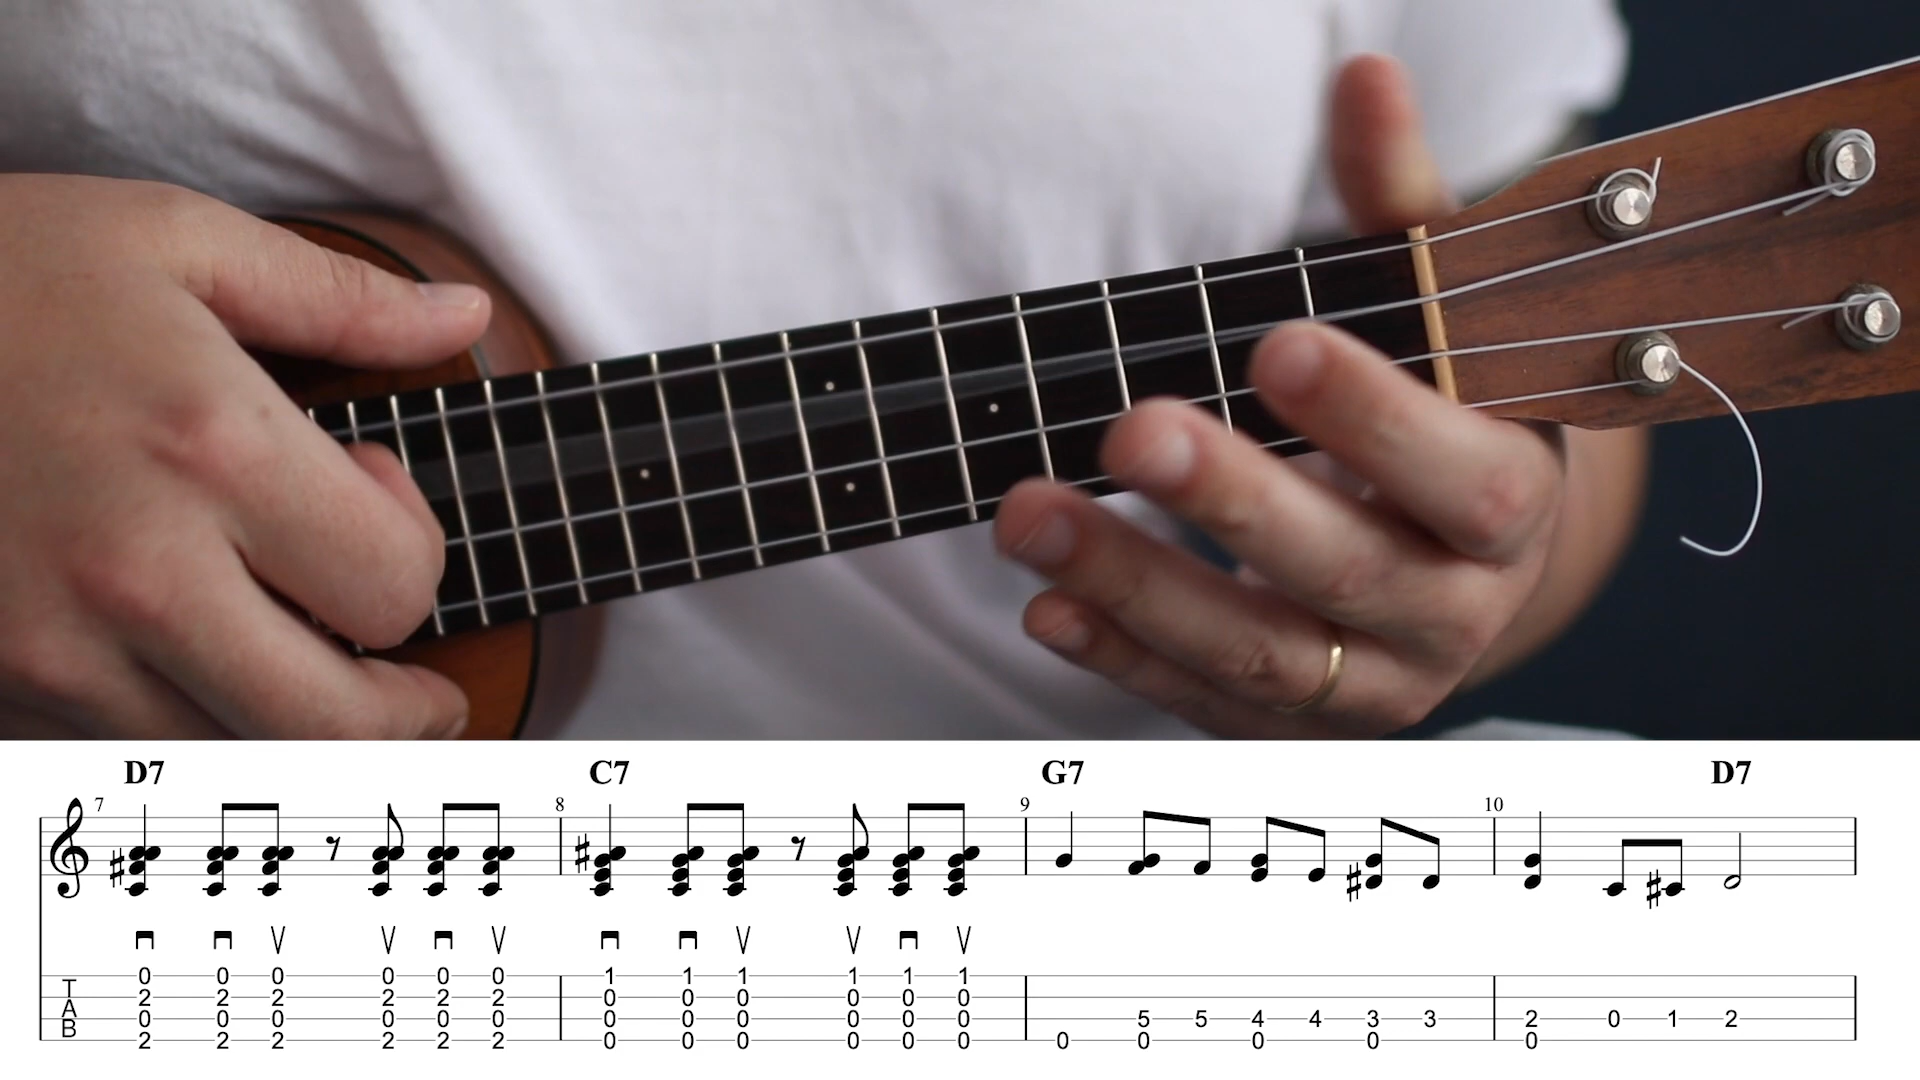 D7 C7 G7 D7
7 8 9 10
T 0 0 0 0 0 0 1 1 1 1 1 1
A 2 2 2 2 2 2 0 0 0 0 0 0
B 0 0 0 0 0 0 0 0 0 0 0 0 5 5 4 4 3 3 2 0 1 2
2 2 2 2 2 2 0 0 0 0 0 0 0 0 0 0 0